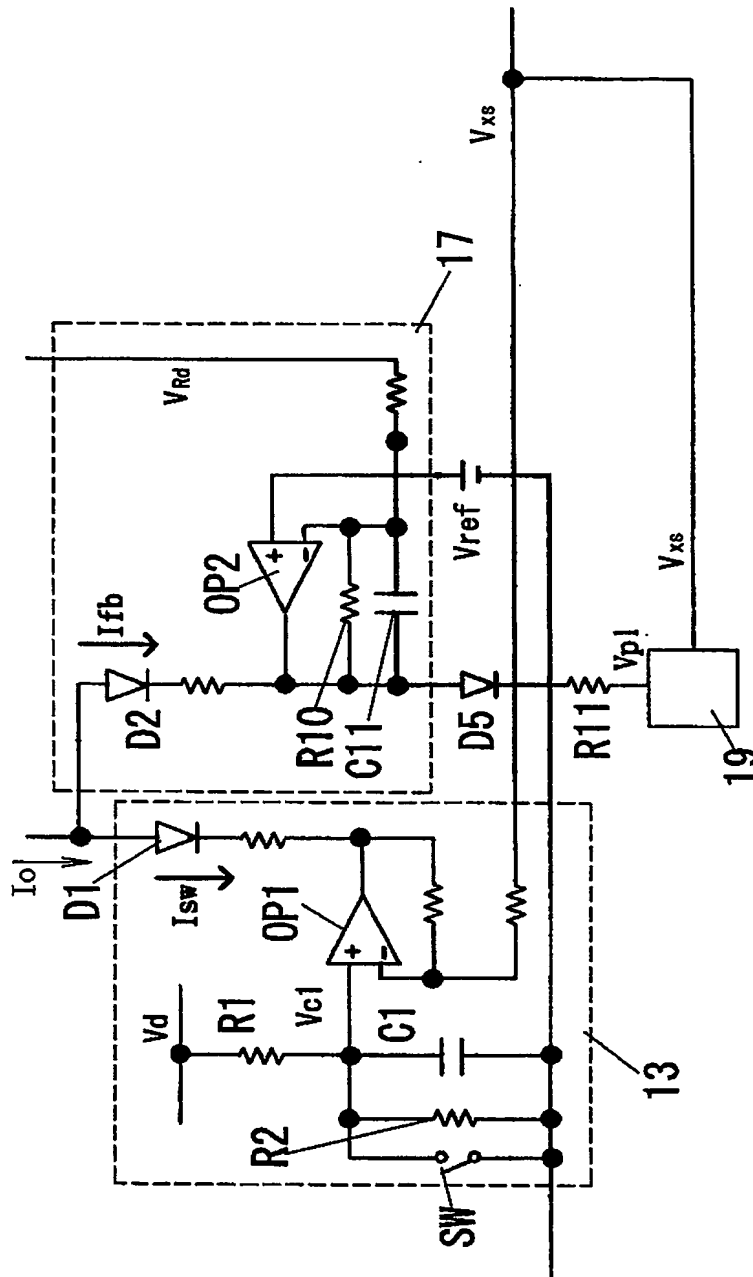 Io
Vd
D1
Isw
R1
Vc1
OP1
+
-
C1
R2
SW
13
Ifb
D2
OP2
+
-
R10
C11
VRd
17
Vref
D5
R11
Vp1
19
Vxs
Vxs